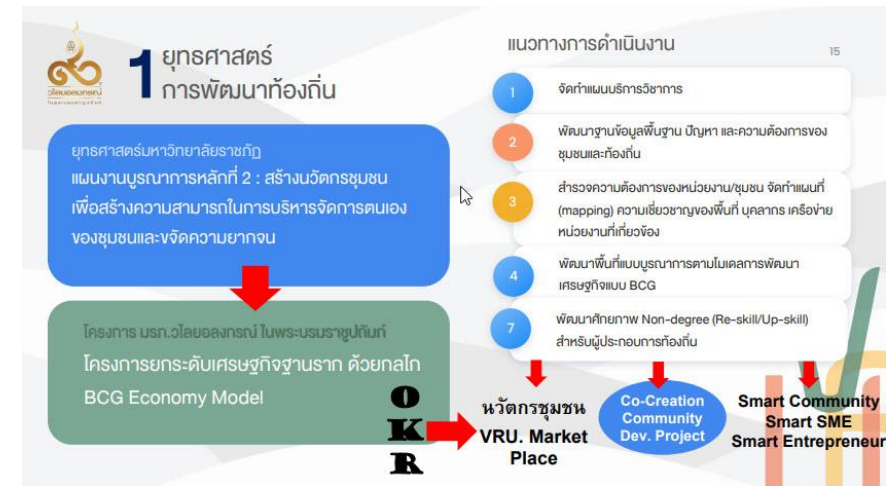 วไลยอลงกรณ์
1
ยุทธศาสตร์
การพัฒนาท้องถิ่น
ยุทธศาสตร์มหาวิทยาลัยราชภัฏ
แผนงานบูรณาการหลักที่ 2 : สร้างนวัตกรชุมชน
เพื่อสร้างความสามารถในการบริหารจัดการตนเอง
ของชุมชนและขจัดความยากจน
โครงการ มรภ.วไลยอลงกรณ์ ในพระบรมราชูปถัมภ์
โครงการยกระดับเศรษฐกิจฐานราก ด้วยกลไก
BCG Economy Model
O
K
R
แนวทางการดำเนินงาน
15
1
จัดทำแผนบริการวิชาการ
2
พัฒนาฐานข้อมูลพื้นฐาน ปัญหา และความต้องการของ
ชุมชนและท้องถิ่น
3
สำรวจความต้องการของหน่วยงาน/ชุมชน จัดทำแผนที่
(mapping) ความเชี่ยวชาญของพื้นที่ บุคลากร เครือข่าย
หน่วยงานที่เกี่ยวข้อง
4
พัฒนาพื้นที่แบบบูรณาการตามโมเดลการพัฒนา
เศรษฐกิจแบบ BCG
7
พัฒนาศักยภาพ Non-degree (Re-skill/Up-skill)
สำหรับผู้ประกอบการท้องถิ่น
นวัตกรชุมชน
VRU. Market
Place
Co-Creation
Community
Dev. Project
Smart Community
Smart SME
Smart Entrepreneur